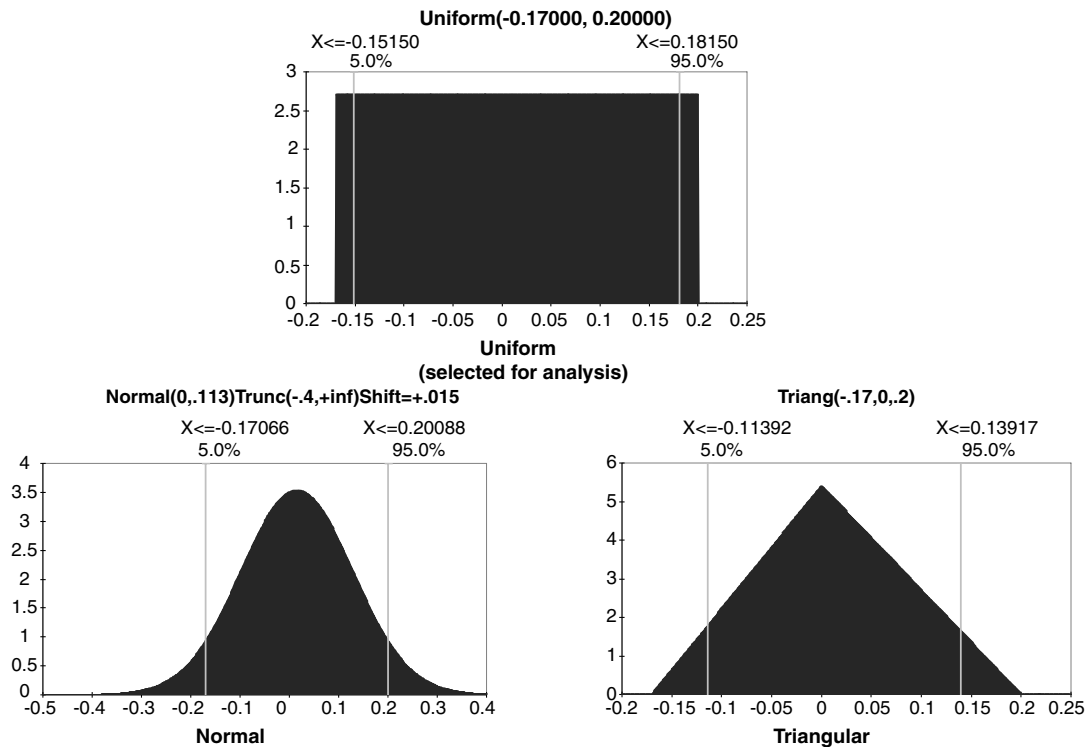 Uniform(-0.17000, 0.20000)
X<=-0.15150 X<=0.18150
5.0% 95.0%
3
2.5
2
1.5
1
0.5
0
-0.2 -0.15 -0.1 -0.05 0 0.05 0.1 0.15 0.2 0.25
Uniform
(selected for analysis)
Normal(0,.113)Trunc(-.4,+inf)Shift=+.015
X<=-0.17066 X<=0.20088
5.0% 95.0%
4
3.5
3
2.5
2
1.5
1
0.5
0
-0.5 -0.4 -0.3 -0.2 -0.1 0 0.1 0.2 0.3 0.4
Normal
Triang(-.17,0,.2)
X<=-0.11392 X<=0.13917
5.0% 95.0%
6
5
4
3
2
1
0
-0.2 -0.15 -0.1 -0.05 0 0.05 0.1 0.15 0.2 0.25
Triangular